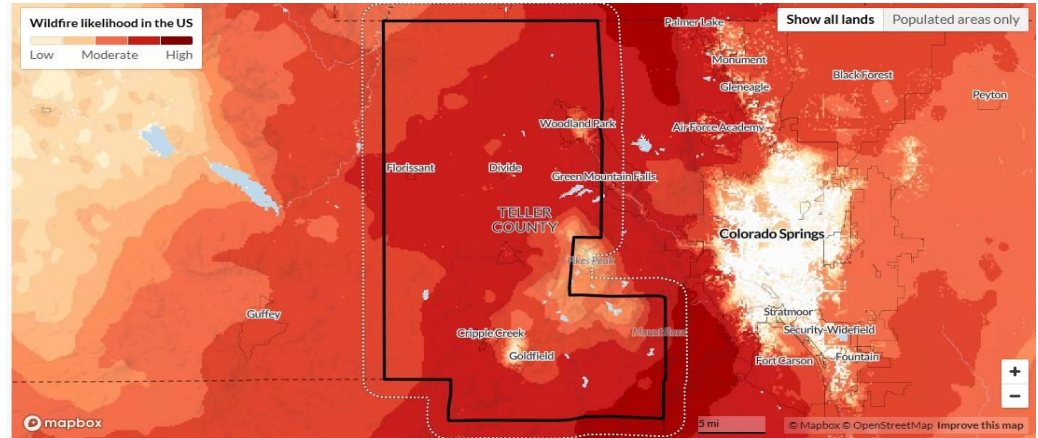 Wildfire likelihood in the US
Low Moderate High
Show all lands Populated areas only
Palmer Lake
Monument
Gleneagle
Black Forest
Peyton
Woodland Park
Air Force Academy
Florissant
Divide
Green Mountain Falls
TELLER
COUNTY
Colorado Springs
Pikes Peak
Guffey
Stratmoor
Security-Widefield
Cripple Creek
Mount Rosa
Goldfield
Fort Carson
Fountain
+
−
mapbox
5 mi
© Mapbox © OpenStreetMap Improve this map